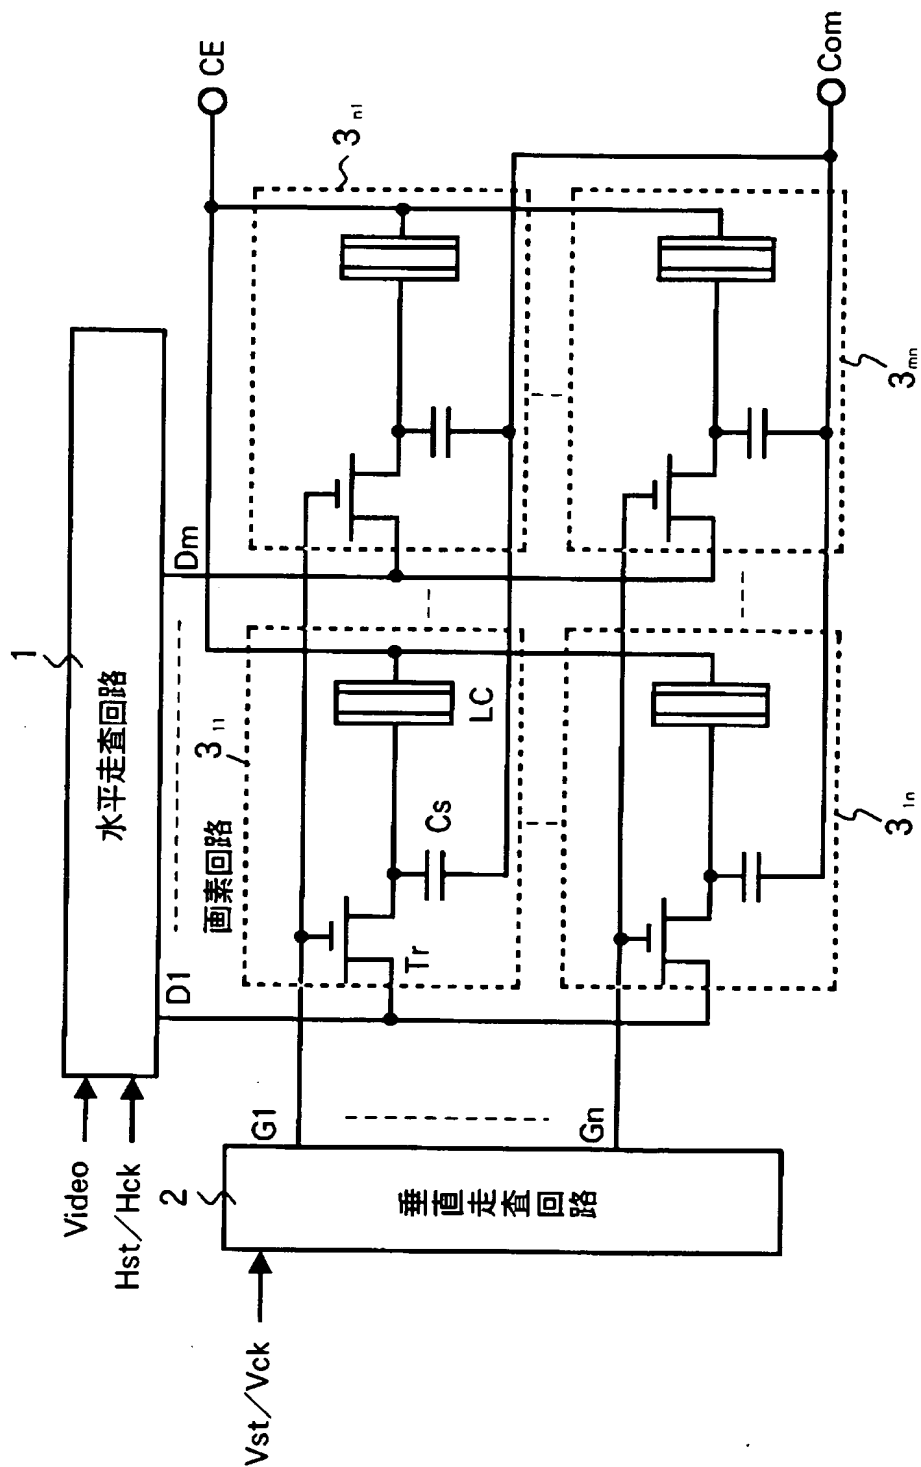 Video
Hst/Hck
1
水平走査回路
D1
Dm
CE
画素回路
3₁₁
3ₙ₁
Vst/Vck
2
垂直走査回路
G1
Gn
Tr
Cs
LC
Com
3₁ₙ
3ₘₙ